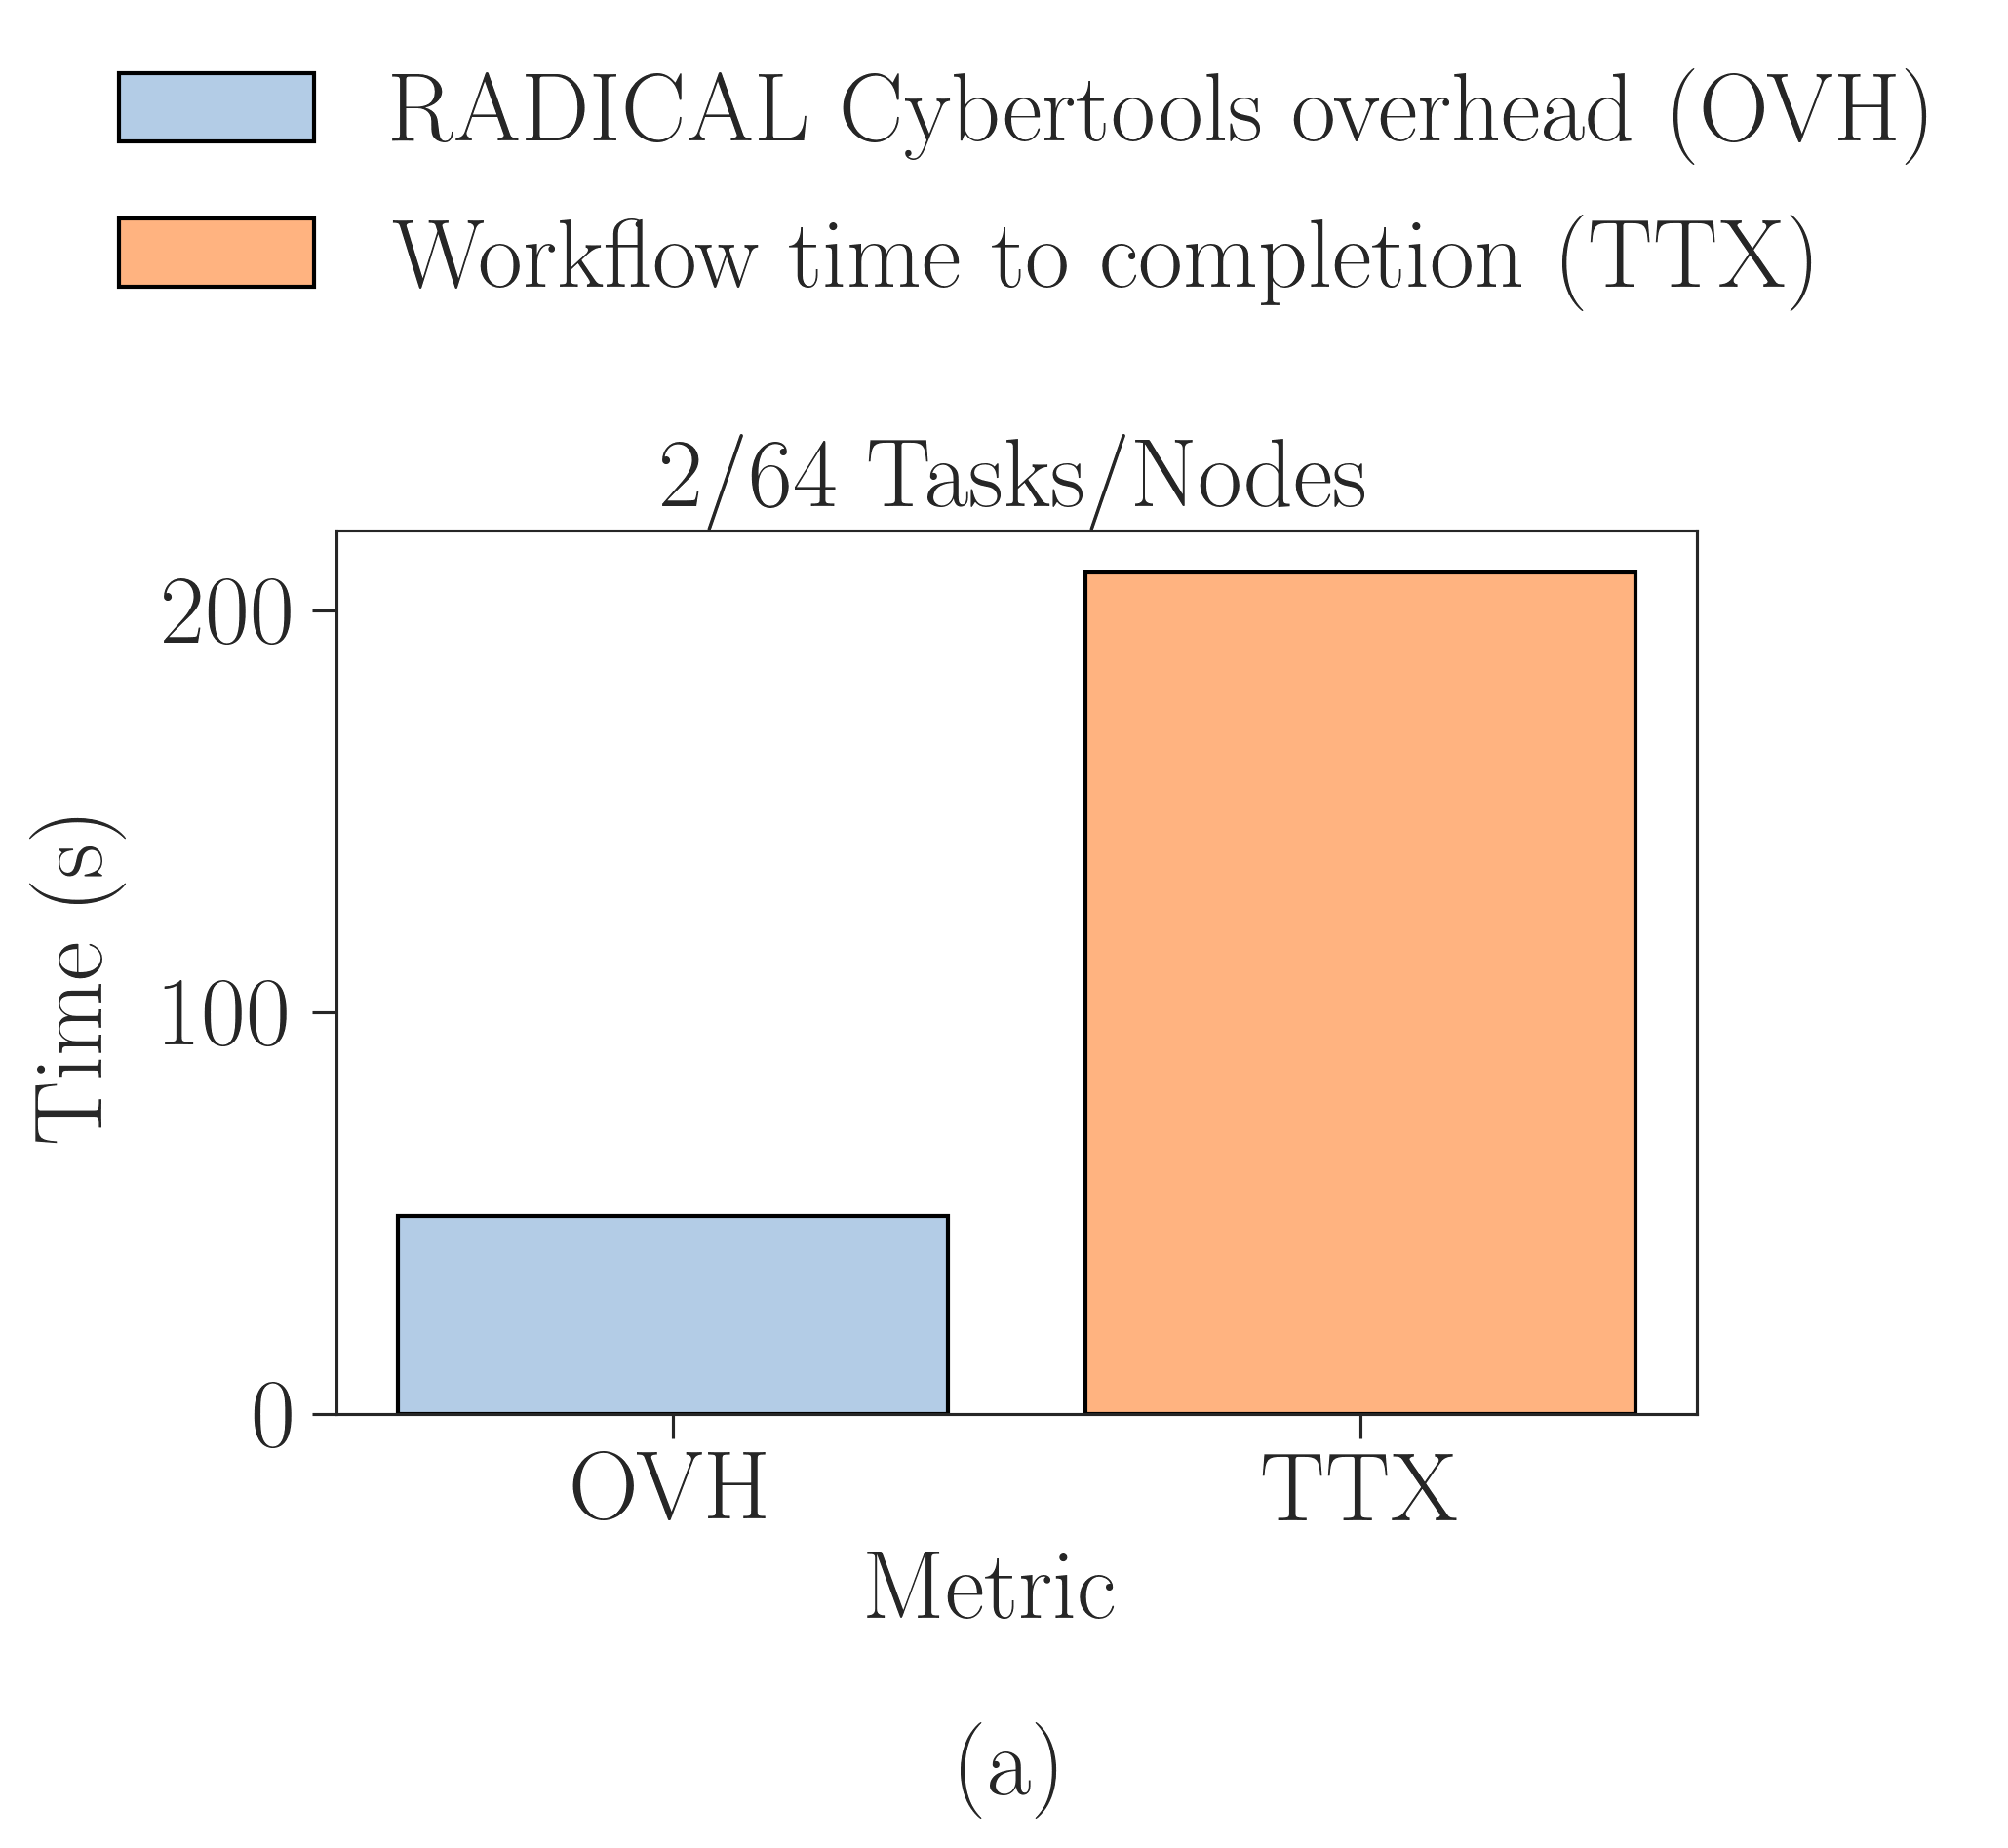 RADICAL Cybertools overhead (OVH)
Workflow time to completion (TTX)
2/64 Tasks/Nodes
200
100
0
Time (s)
OVH TTX
Metric
(a)